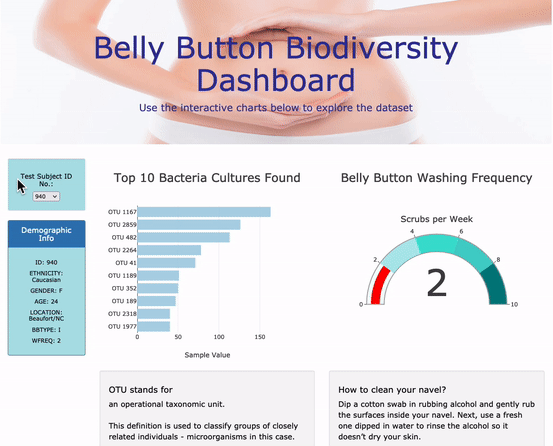 Belly Button Biodiversity
Dashboard
Use the interactive charts below to explore the dataset
Test Subject ID
No.:
940
Demographic
Info
ID: 940
ETHNICITY:
Caucasian
GENDER: F
AGE: 24
LOCATION:
Beaufort/NC
BBTYPE: I
WFREQ: 2
Top 10 Bacteria Cultures Found
OTU 1167
OTU 2859
OTU 482
OTU 2264
OTU 41
OTU 1189
OTU 352
OTU 189
OTU 2318
OTU 1977
0
50
100
150
Sample Value
Belly Button Washing Frequency
Scrubs per Week
0
2
4
6
8
10
2
OTU stands for
an operational taxonomic unit.
This definition is used to classify groups of closely
related individuals - microorganisms in this case.
How to clean your navel?
Dip a cotton swab in rubbing alcohol and gently rub
the surfaces inside your navel. Next, use a fresh
one dipped in water to rinse the alcohol so it
doesn't dry your skin.